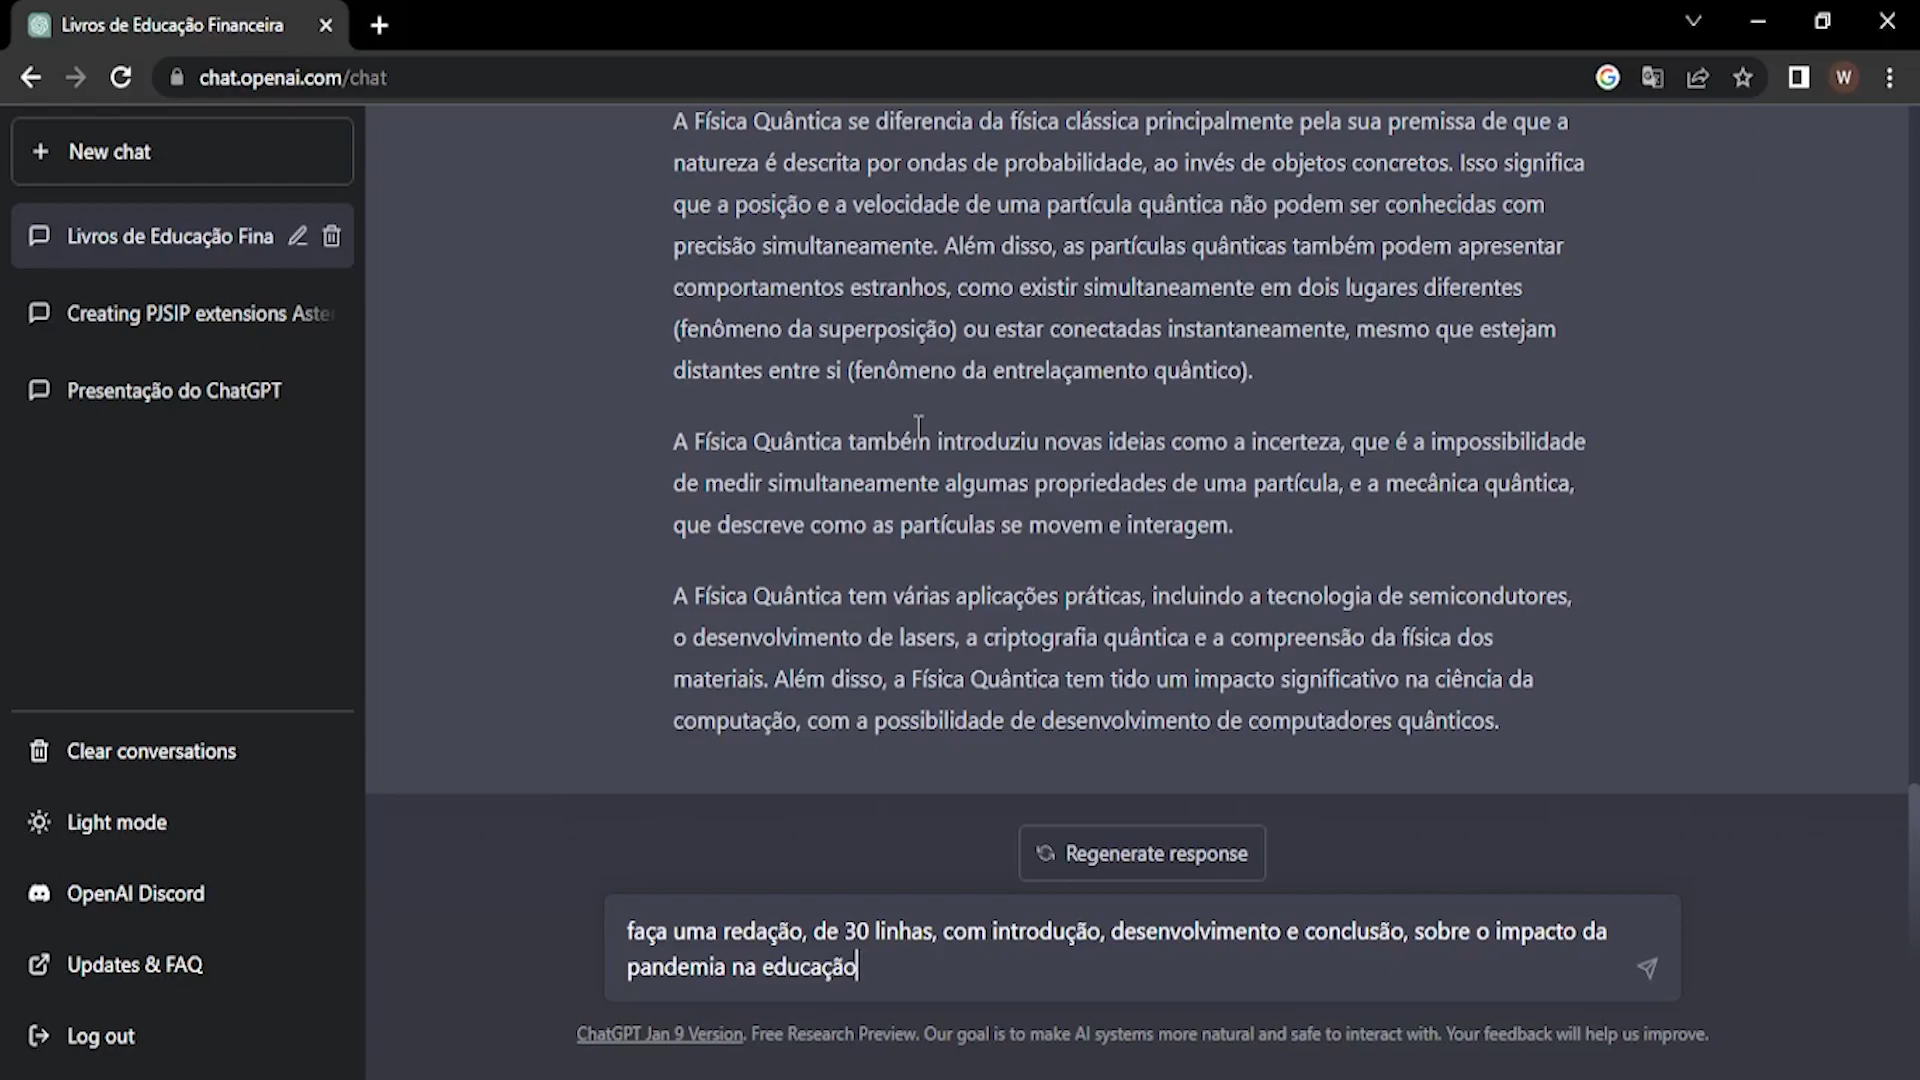 Livros de Educação Financeira
chat.openai.com/chat
W
New chat
Livros de Educação Fina
Creating PJSIP extensions Aste
Presentação do ChatGPT
Clear conversations
Light mode
OpenAI Discord
Updates & FAQ
Log out
A Física Quântica se diferencia da física clássica principalmente pela sua premissa de que a
natureza é descrita por ondas de probabilidade, ao invés de objetos concretos. Isso significa
que a posição e a velocidade de uma partícula quântica não podem ser conhecidas com
precisão simultaneamente. Além disso, as partículas quânticas também podem apresentar
comportamentos estranhos, como existir simultaneamente em dois lugares diferentes
(fenômeno da superposição) ou estar conectadas instantaneamente, mesmo que estejam
distantes entre si (fenômeno da entrelaçamento quântico).
A Física Quântica também introduziu novas ideias como a incerteza, que é a impossibilidade
de medir simultaneamente algumas propriedades de uma partícula, e a mecânica quântica,
que descreve como as partículas se movem e interagem.
A Física Quântica tem várias aplicações práticas, incluindo a tecnologia de semicondutores,
o desenvolvimento de lasers, a criptografia quântica e a compreensão da física dos
materiais. Além disso, a Física Quântica tem tido um impacto significativo na ciência da
computação, com a possibilidade de desenvolvimento de computadores quânticos.
Regenerate response
faça uma redação, de 30 linhas, com introdução, desenvolvimento e conclusão, sobre o impacto da
pandemia na educação
ChatGPT Jan 9 Version. Free Research Preview. Our goal is to make AI systems more natural and safe to interact with. Your feedback will help us improve.